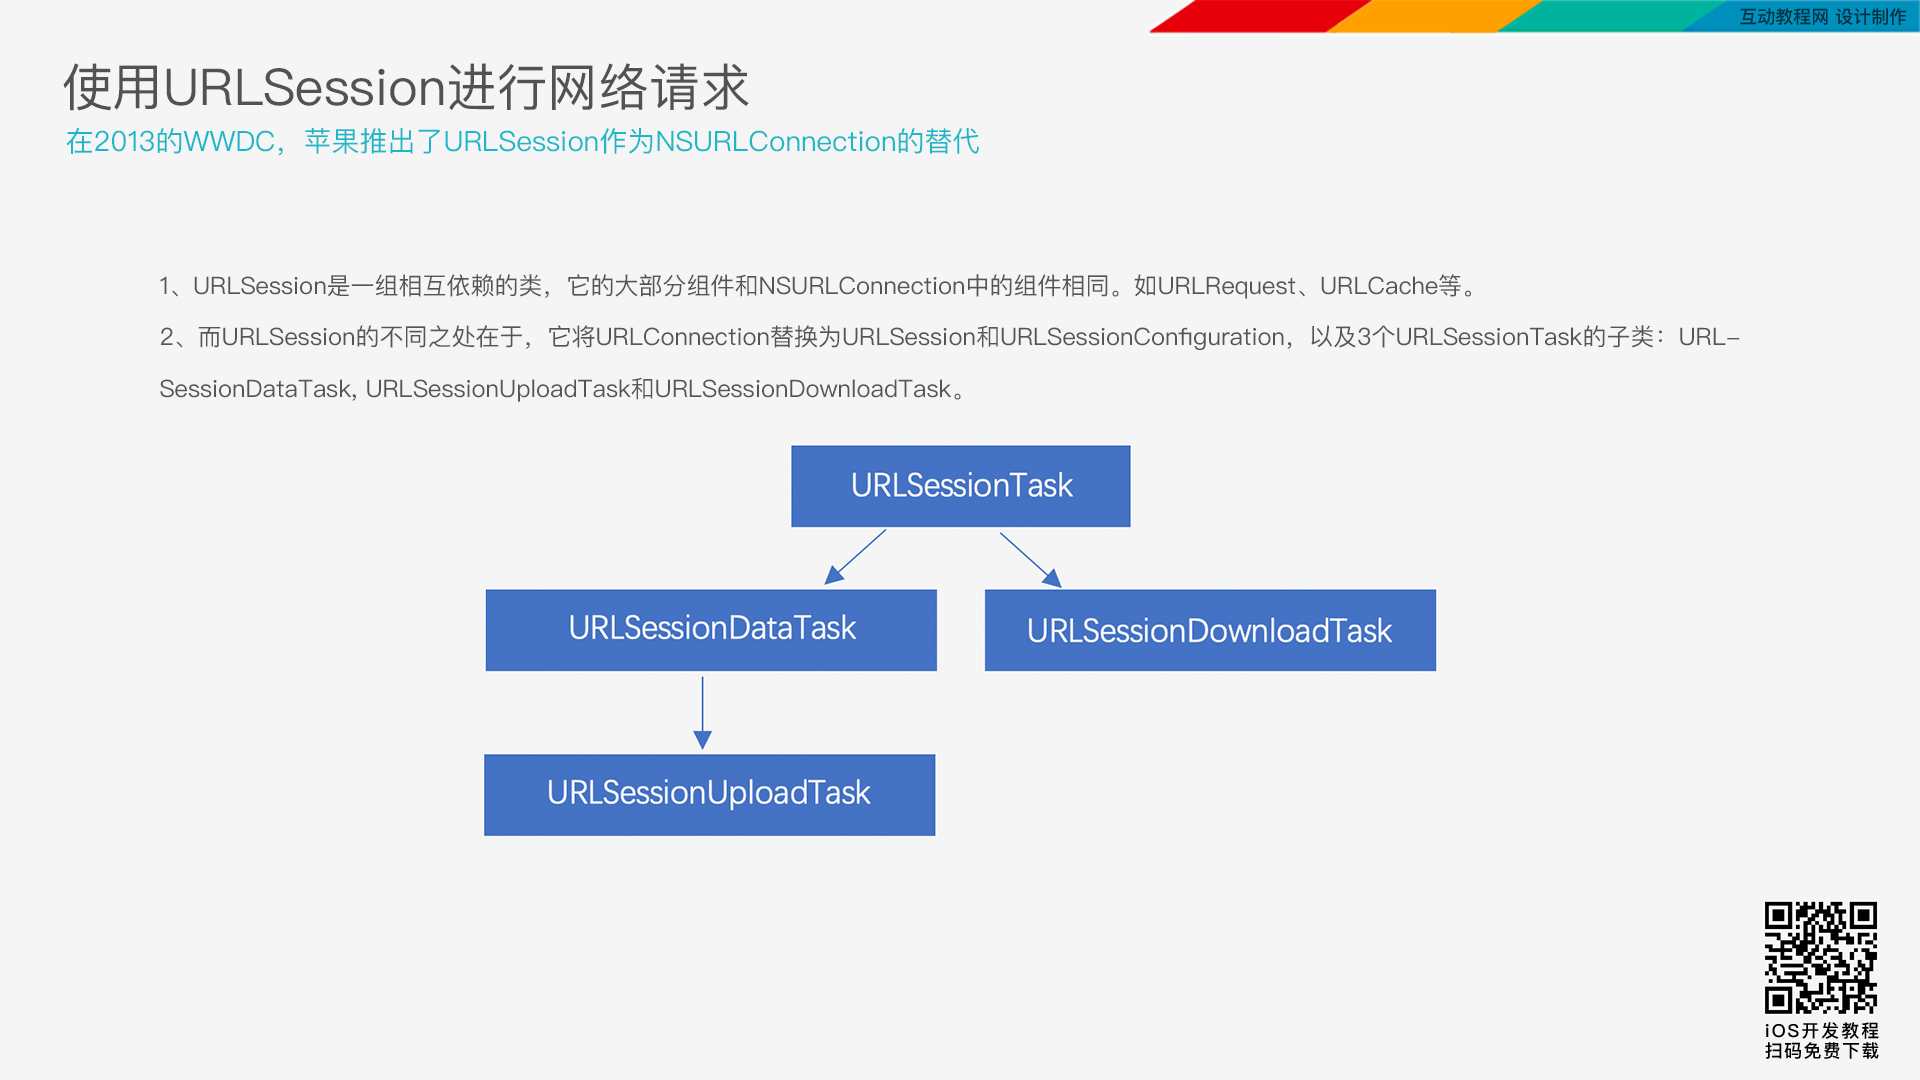 互动教程网 设计制作
使用URLSession进行网络请求
在2013的WWDC，苹果推出了URLSession作为NSURLConnection的替代
1、URLSession是一组相互依赖的类，它的大部分组件和NSURLConnection中的组件相同。如URLRequest、URLCache等。
2、而URLSession的不同之处在于，它将URLConnection替换为URLSession和URLSessionConfiguration，以及3个URLSessionTask的子类：URL-
SessionDataTask, URLSessionUploadTask和URLSessionDownloadTask。
URLSessionTask
URLSessionDataTask
URLSessionDownloadTask
URLSessionUploadTask
iOS开发教程
扫码免费下载